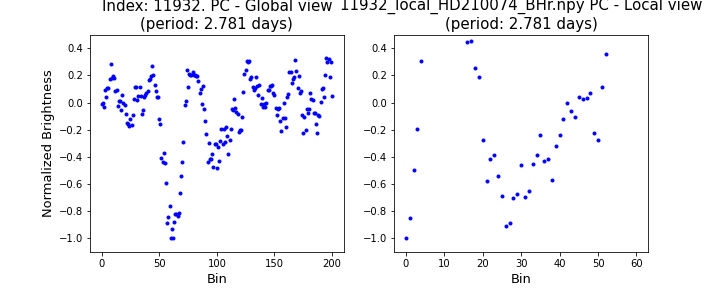 Index: 11932. PC - Global view
(period: 2.781 days)
11932_local_HD210074_BHr.npy PC - Local view
(period: 2.781 days)
Normalized Brightness
0.4
0.2
0.0
−0.2
−0.4
−0.6
−0.8
−1.0
0 50 100 150 200
Bin
0.4
0.2
0.0
−0.2
−0.4
−0.6
−0.8
−1.0
0 10 20 30 40 50 60
Bin